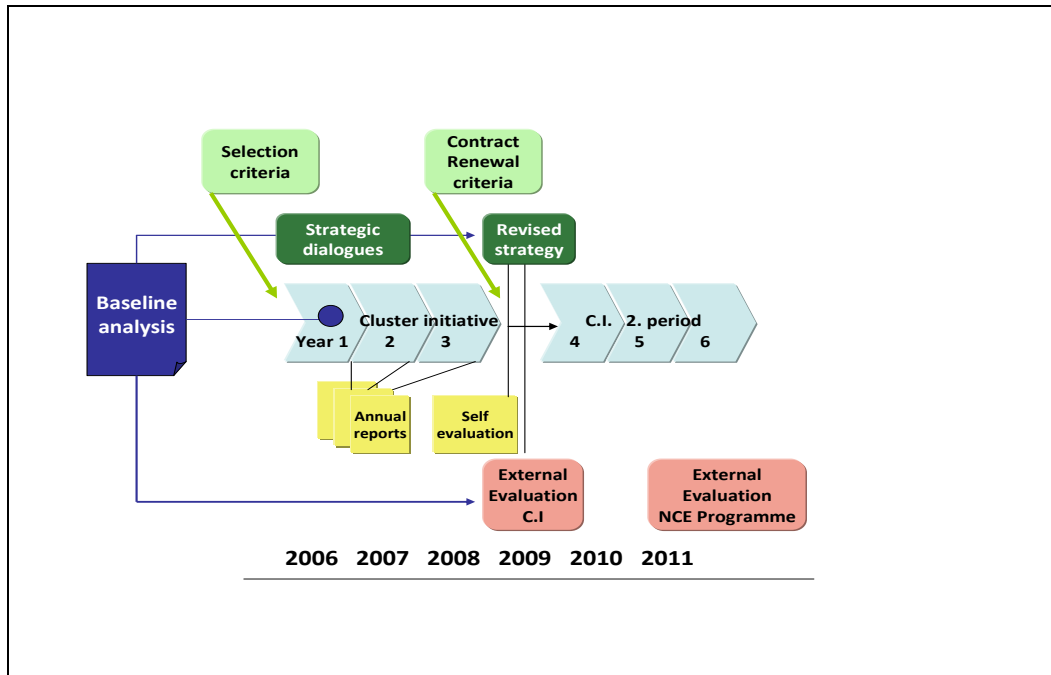 Selection
criteria
Contract
Renewal
criteria
Strategic
dialogues
Revised
strategy
Baseline
analysis
Cluster initiative
Year 1 2 3
C.I. 2. period
4 5 6
Annual
reports
Self
evaluation
External
Evaluation
C.I
External
Evaluation
NCE Programme
2006 2007 2008 2009 2010 2011